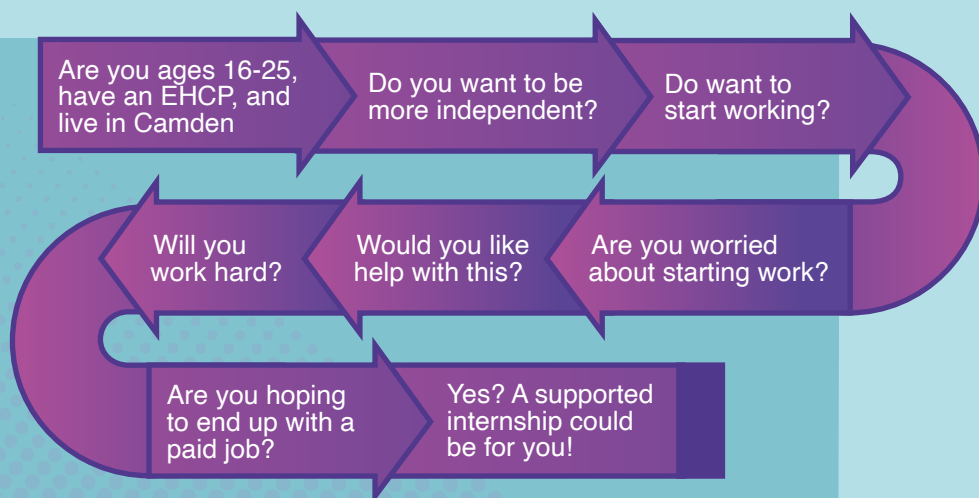 Are you ages 16-25,
have an EHCP, and
live in Camden
Do you want to be
more independent?
Do want to
start working?
Are you worried
about starting work?
Would you like
help with this?
Will you
work hard?
Are you hoping
to end up with a
paid job?
Yes? A supported
internship could
be for you!